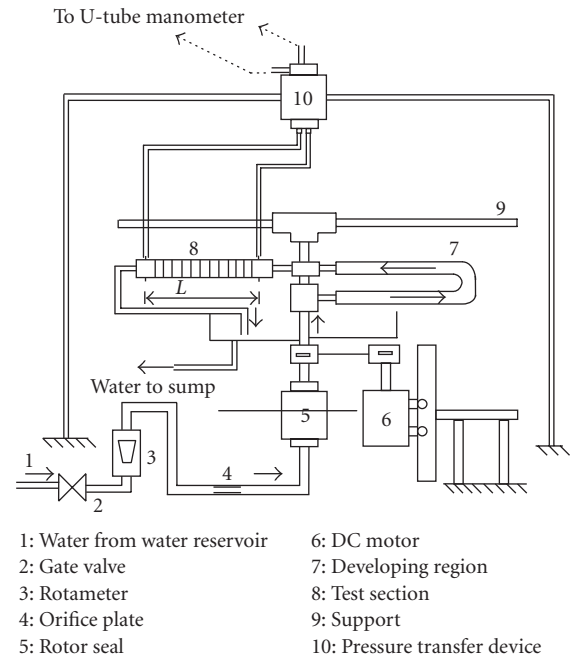 To U-tube manometer
10
9
8
7
L
Water to sump
5
6
1
3
4
2
1: Water from water reservoir
2: Gate valve
3: Rotameter
4: Orifice plate
5: Rotor seal
6: DC motor
7: Developing region
8: Test section
9: Support
10: Pressure transfer device